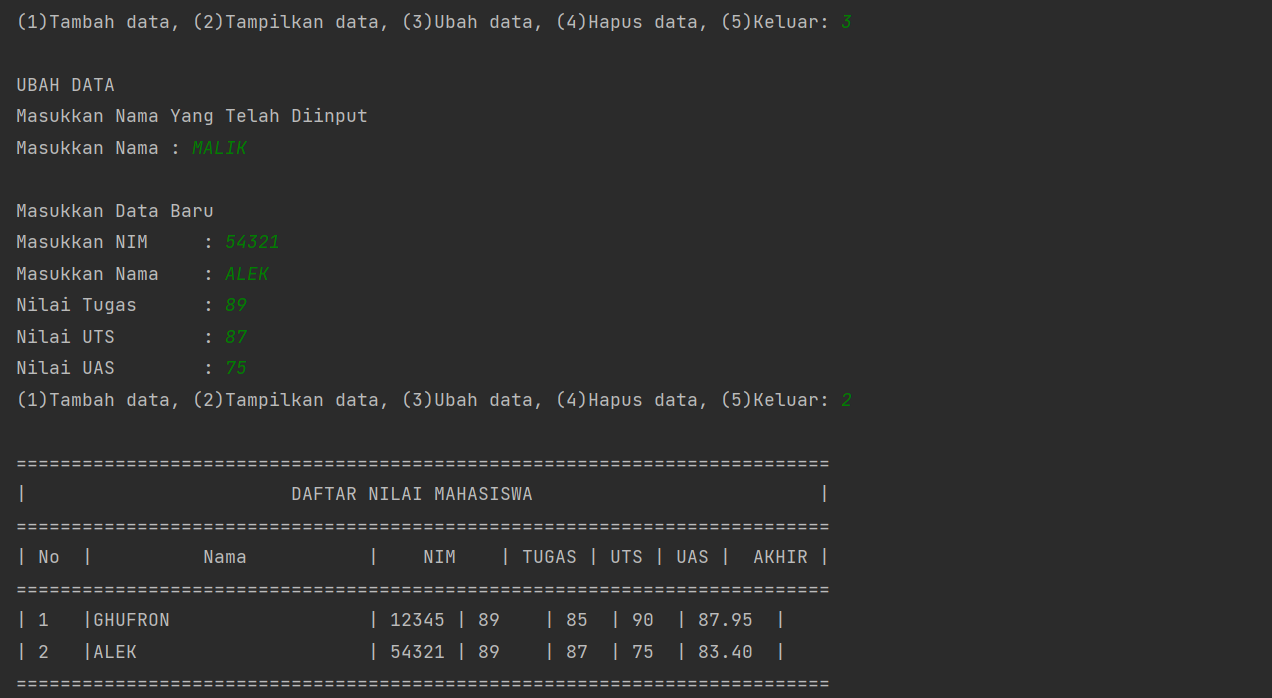 (1)Tambah data, (2)Tampilkan data, (3)Ubah data, (4)Hapus data, (5)Keluar: 3
UBAH DATA
Masukkan Nama Yang Telah Diinput
Masukkan Nama : MALIK
Masukkan Data Baru
Masukkan NIM     : 54321
Masukkan Nama    : ALEK
Nilai Tugas      : 89
Nilai UTS        : 87
Nilai UAS        : 75
(1)Tambah data, (2)Tampilkan data, (3)Ubah data, (4)Hapus data, (5)Keluar: 2
==========================================================================
|                        DAFTAR NILAI MAHASISWA                          |
==========================================================================
| No  |          Nama           |    NIM    | TUGAS | UTS | UAS |  AKHIR |
==========================================================================
| 1   |GHUFRON                  | 12345 | 89    | 85  | 90  | 87.95  |
| 2   |ALEK                     | 54321 | 89    | 87  | 75  | 83.40  |
==========================================================================